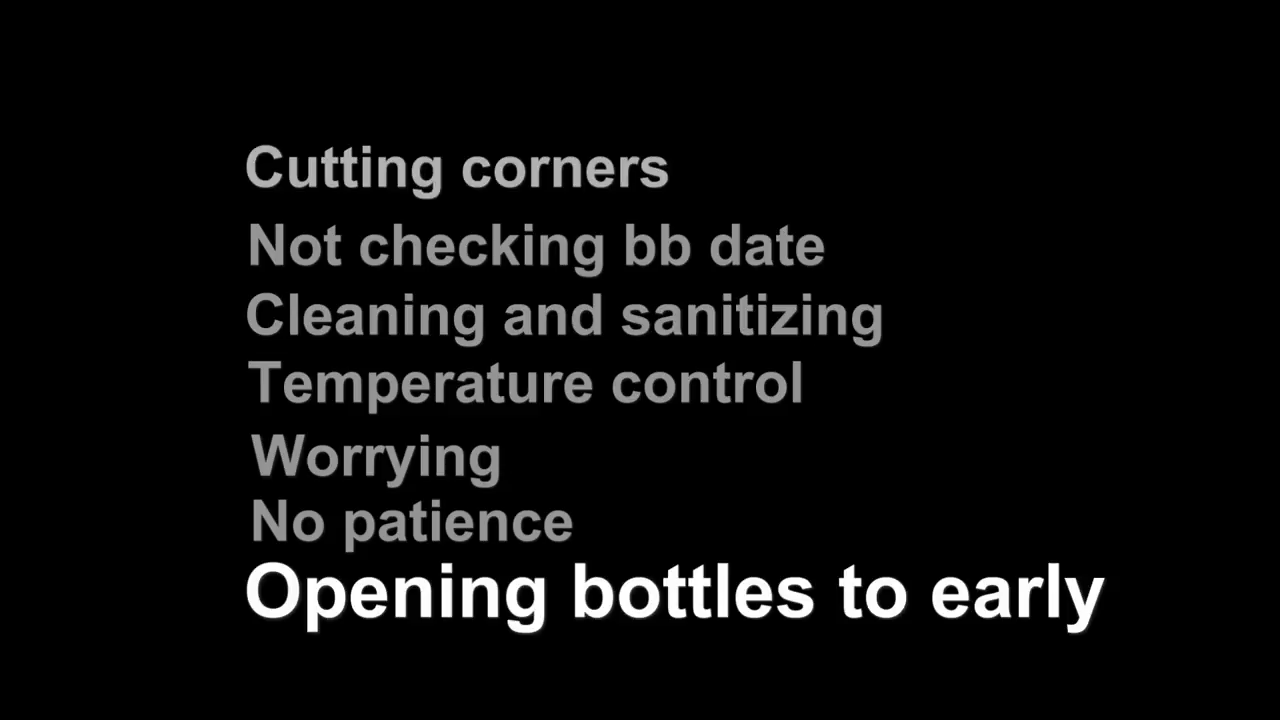 Cutting corners
Not checking bb date
Cleaning and sanitizing
Temperature control
Worrying
No patience
Opening bottles to early